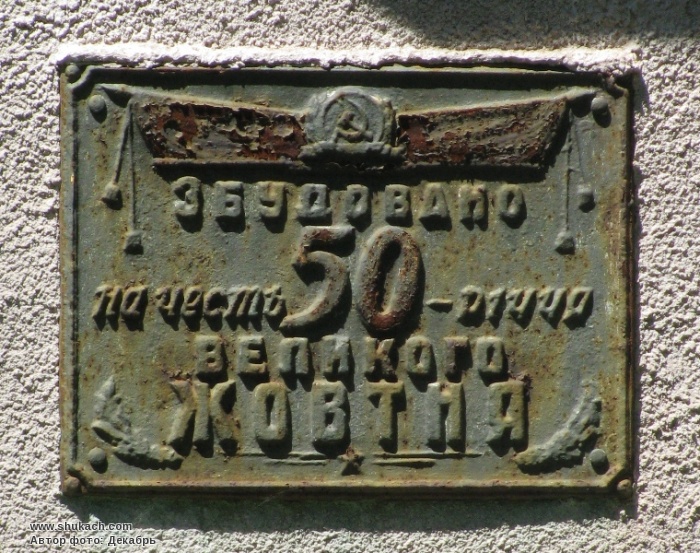 ЗБУДОВАНО
на честь 50-річчя
ВЕЛИКОГО
ЖОВТНЯ
www.shukach.com
Автор фото: Декабрь